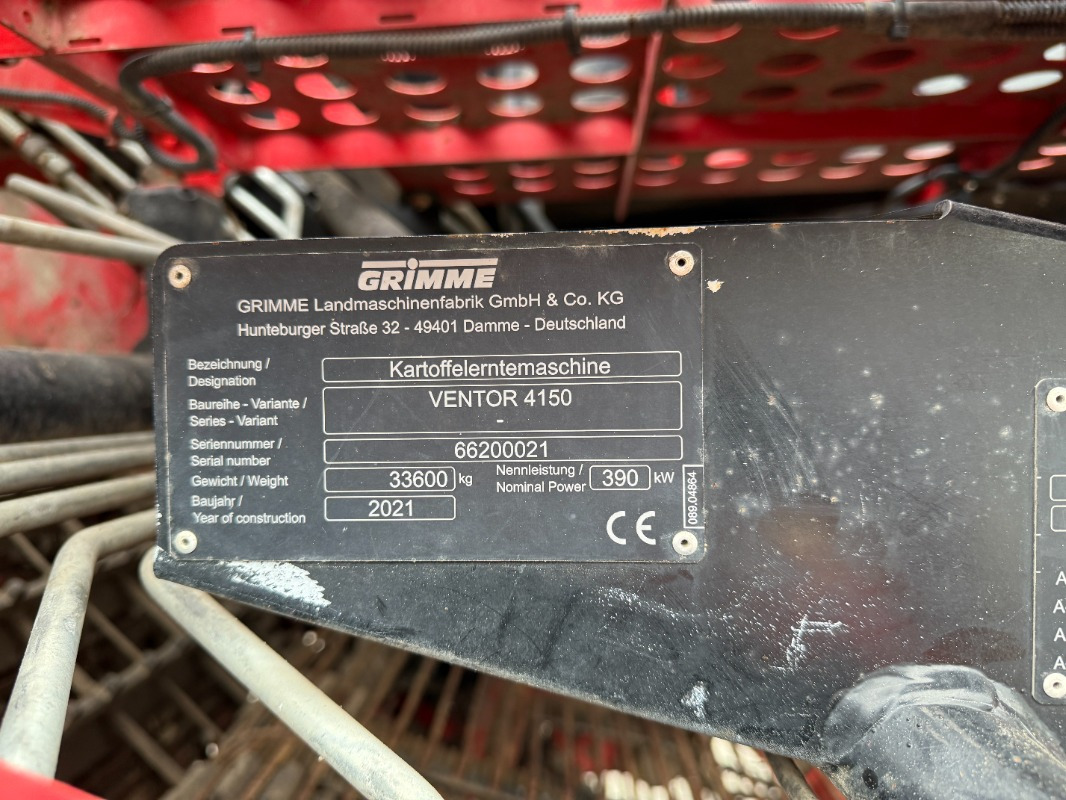 GRIMME
GRIMME Landmaschinenfabrik GmbH & Co. KG
Hunteburger Straße 32 - 49401 Damme - Deutschland
Bezeichnung /
Designation
Kartoffelerntemaschine
Baureihe - Variante /
Series - Variant
VENTOR 4150
-
Seriennummer /
Serial number
66200021
Gewicht / Weight
33600 kg
Nennleistung /
Nominal Power
390 kW
Baujahr /
Year of construction
2021
CE
089.04864
A
A
A
A